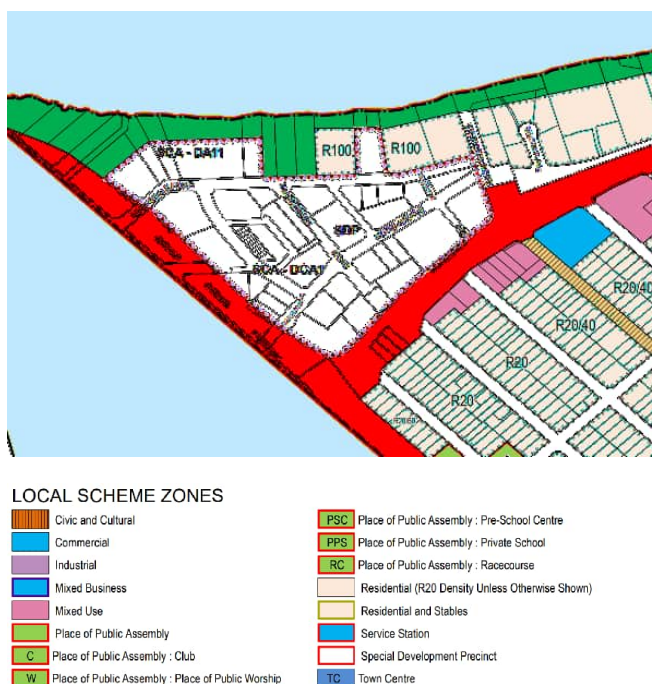 SCA - DA11
R100
R100
SDP
SCA - DCA1
R20/40
R20/40
R20
R20
LOCAL SCHEME ZONES
Civic and Cultural
Commercial
Industrial
Mixed Business
Mixed Use
Place of Public Assembly
C Place of Public Assembly : Club
W Place of Public Assembly : Place of Public Worship
PSC Place of Public Assembly : Pre-School Centre
PPS Place of Public Assembly : Private School
RC Place of Public Assembly : Racecourse
Residential (R20 Density Unless Otherwise Shown)
Residential and Stables
Service Station
Special Development Precinct
TC Town Centre